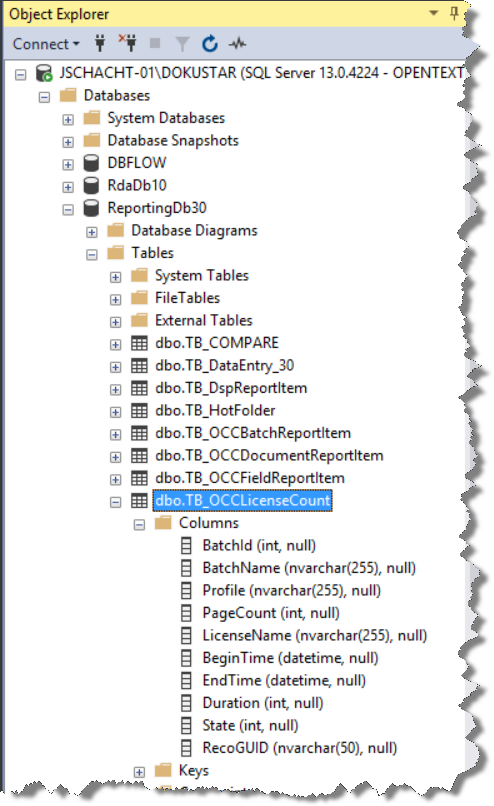 Object Explorer
Connect
JSCHACHT-01\DOKUSTAR (SQL Server 13.0.4224 - OPENTEXT
Databases
System Databases
Database Snapshots
DBFLOW
RdaDb10
ReportingDb30
Database Diagrams
Tables
System Tables
FileTables
External Tables
dbo.TB_COMPARE
dbo.TB_DataEntry_30
dbo.TB_DspReportItem
dbo.TB_HotFolder
dbo.TB_OCCBatchReportItem
dbo.TB_OCCDocumentReportItem
dbo.TB_OCCFieldReportItem
dbo.TB_OCCLicenseCount
Columns
BatchId (int, null)
BatchName (nvarchar(255), null)
Profile (nvarchar(255), null)
PageCount (int, null)
LicenseName (nvarchar(255), null)
BeginTime (datetime, null)
EndTime (datetime, null)
Duration (int, null)
State (int, null)
RecoGUID (nvarchar(50), null)
Keys